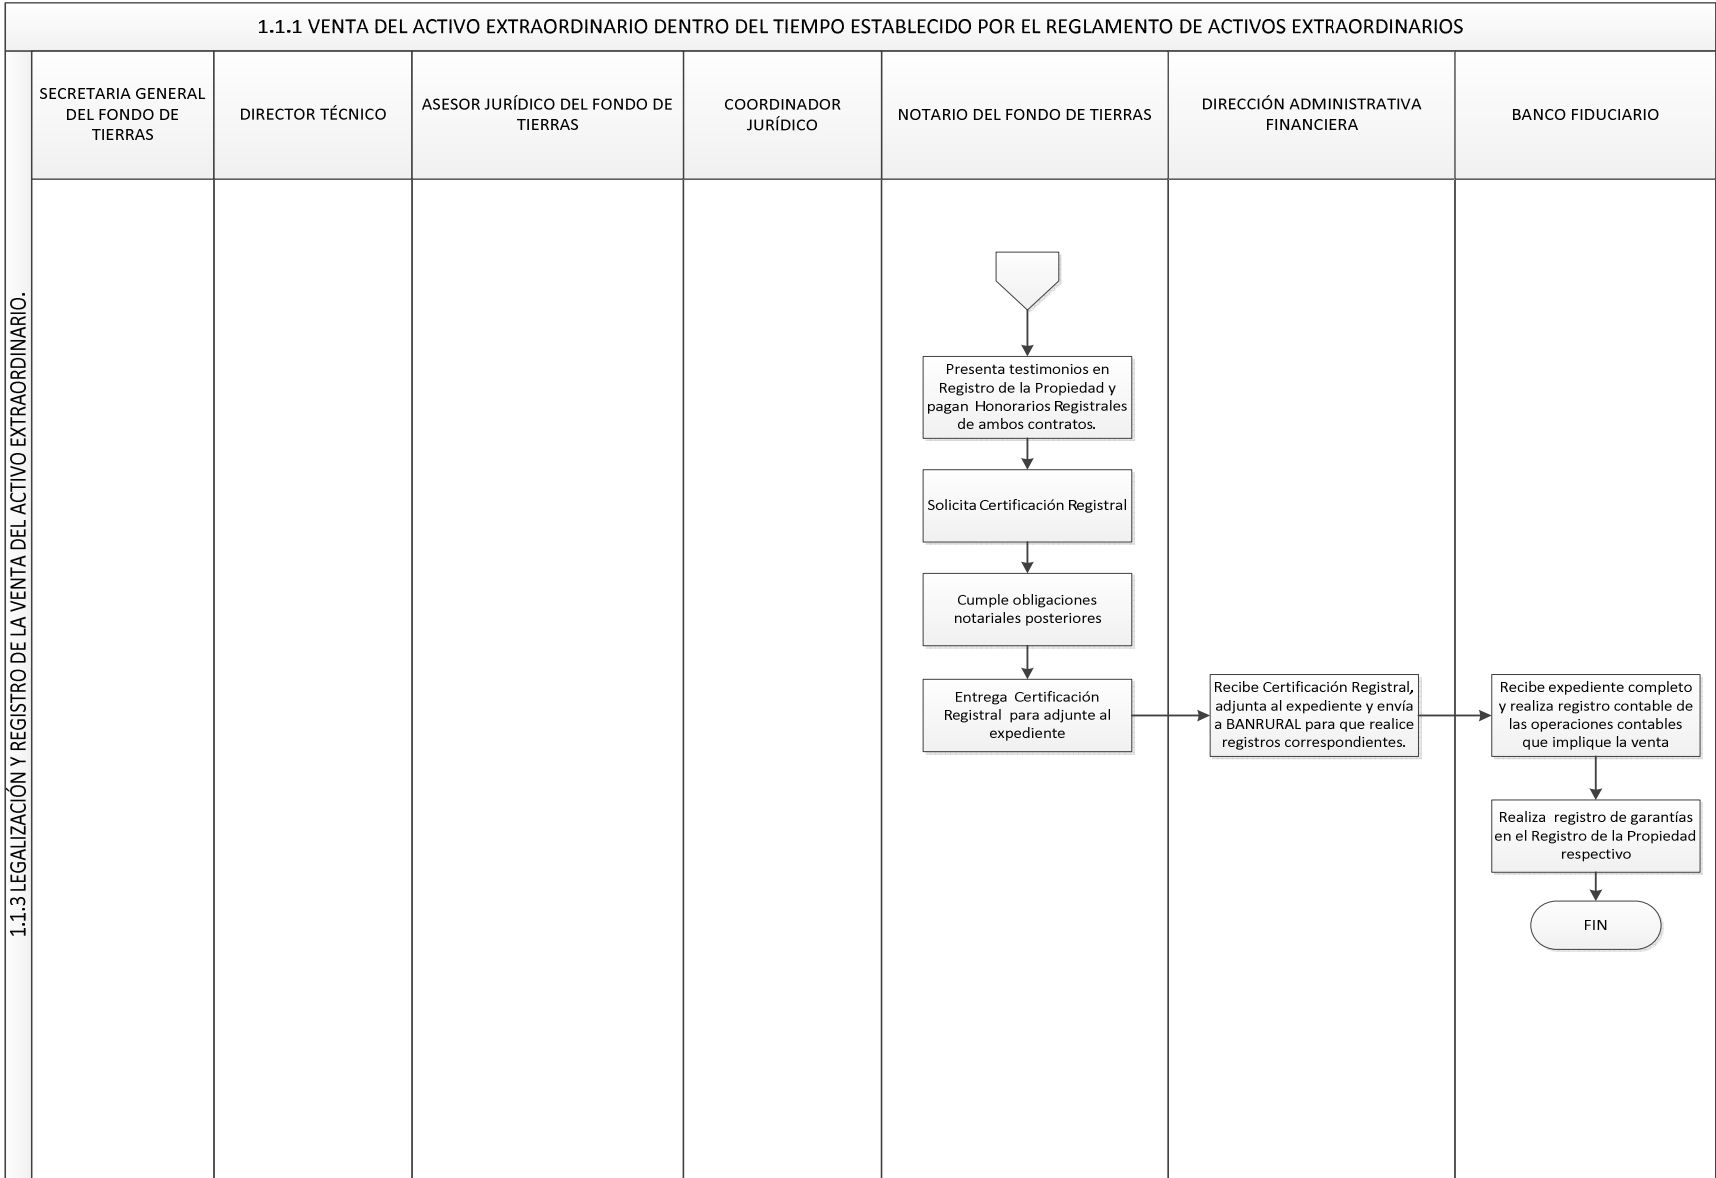 1.1.1 VENTA DEL ACTIVO EXTRAORDINARIO DENTRO DEL TIEMPO ESTABLECIDO POR EL REGLAMENTO DE ACTIVOS EXTRAORDINARIOS
1.1.3 LEGALIZACIÓN Y REGISTRO DE LA VENTA DEL ACTIVO EXTRAORDINARIO.
SECRETARIA GENERAL
DEL FONDO DE
TIERRAS
DIRECTOR TÉCNICO
ASESOR JURÍDICO DEL FONDO DE
TIERRAS
COORDINADOR
JURÍDICO
NOTARIO DEL FONDO DE TIERRAS
DIRECCIÓN ADMINISTRATIVA
FINANCIERA
BANCO FIDUCIARIO
Presenta testimonios en
Registro de la Propiedad y
pagan Honorarios Registrales
de ambos contratos.
Solicita Certificación Registral
Cumple obligaciones
notariales posteriores
Entrega Certificación
Registral para adjunte al
expediente
Recibe Certificación Registral,
adjunta al expediente y envía
a BANRURAL para que realice
registros correspondientes.
Recibe expediente completo
y realiza registro contable de
las operaciones contables
que implique la venta
Realiza registro de garantías
en el Registro de la Propiedad
respectivo
FIN